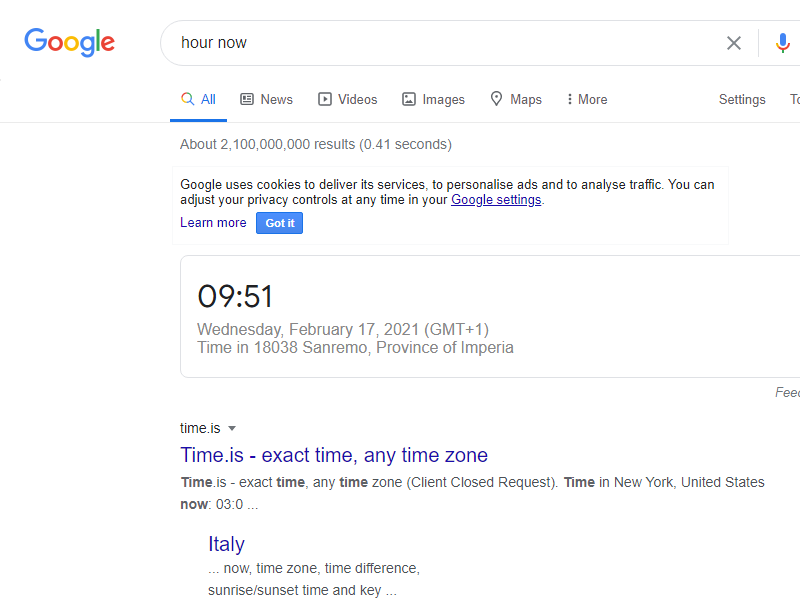 Google
hour now
All News Videos Images Maps More Settings
About 2,100,000,000 results (0.41 seconds)
Google uses cookies to deliver its services, to personalise ads and to analyse traffic. You can
adjust your privacy controls at any time in your Google settings.
Learn more Got it
09:51
Wednesday, February 17, 2021 (GMT+1)
Time in 18038 Sanremo, Province of Imperia
time.is
Time.is - exact time, any time zone
Time.is - exact time, any time zone (Client Closed Request). Time in New York, United States
now: 03:0 ...
Italy
... now, time zone, time difference,
sunrise/sunset time and key ...